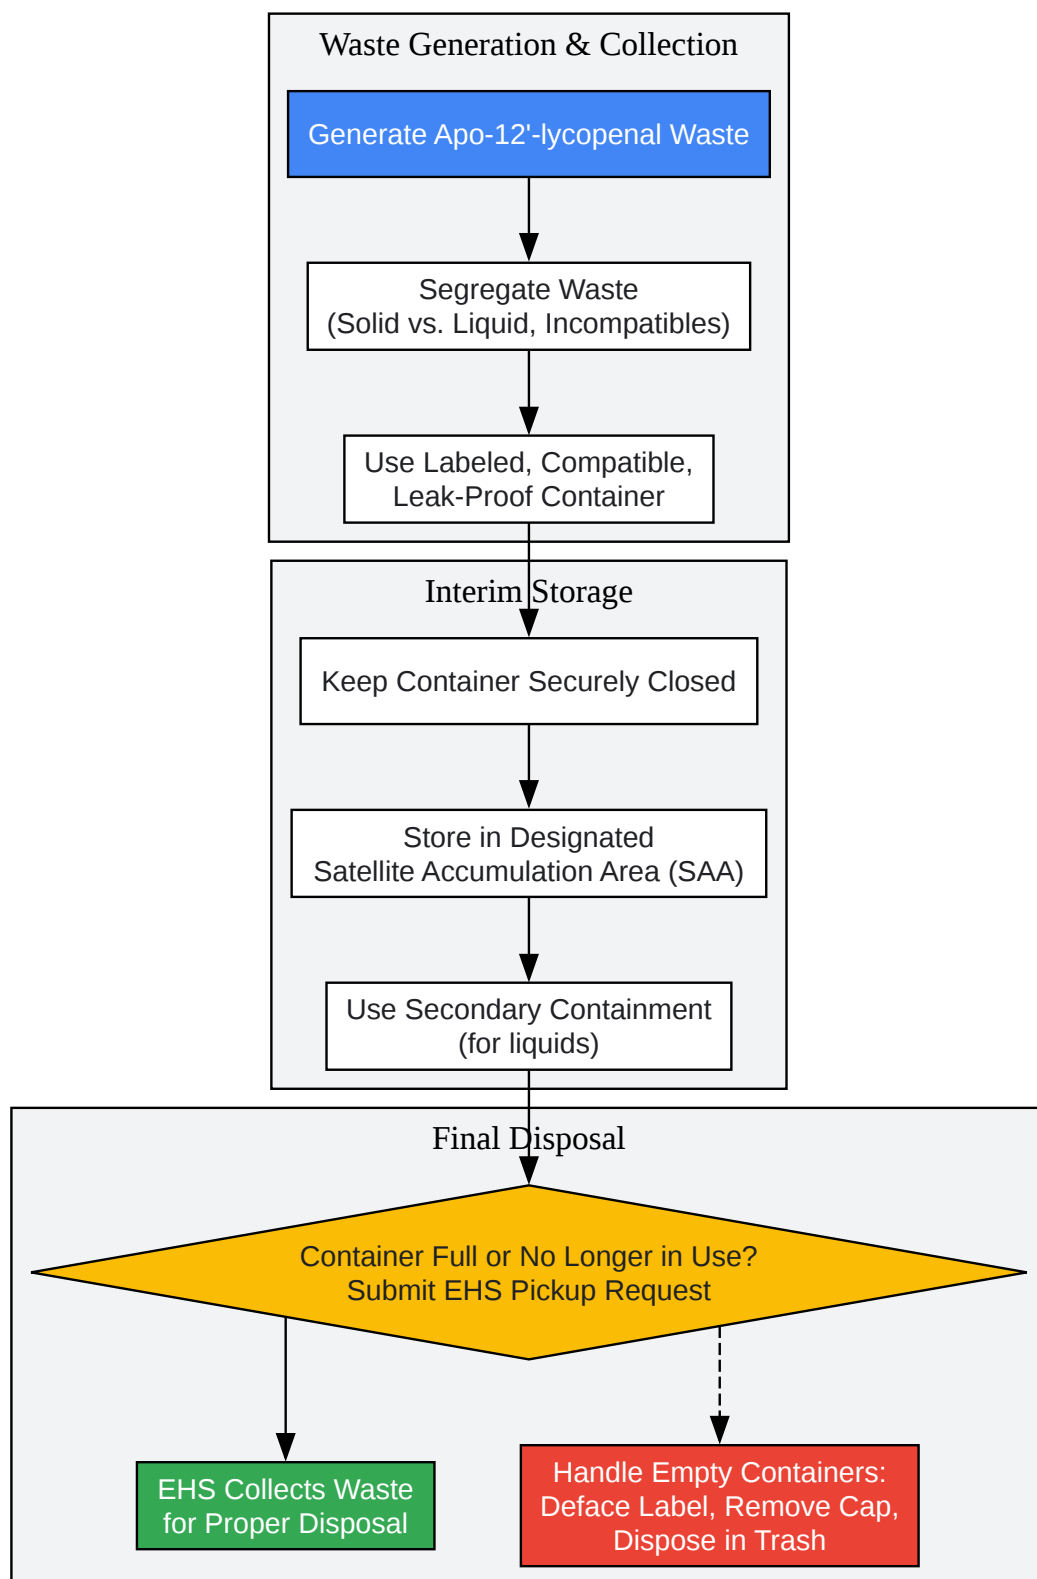 Waste Generation & Collection
Generate Apo-12'-lycopenal Waste
Segregate Waste
(Solid vs. Liquid, Incompatibles)
Use Labeled, Compatible,
Leak-Proof Container
Interim Storage
Keep Container Securely Closed
Store in Designated
Satellite Accumulation Area (SAA)
Use Secondary Containment
(for liquids)
Final Disposal
Container Full or No Longer in Use?
Submit EHS Pickup Request
EHS Collects Waste
for Proper Disposal
Handle Empty Containers:
Deface Label, Remove Cap,
Dispose in Trash